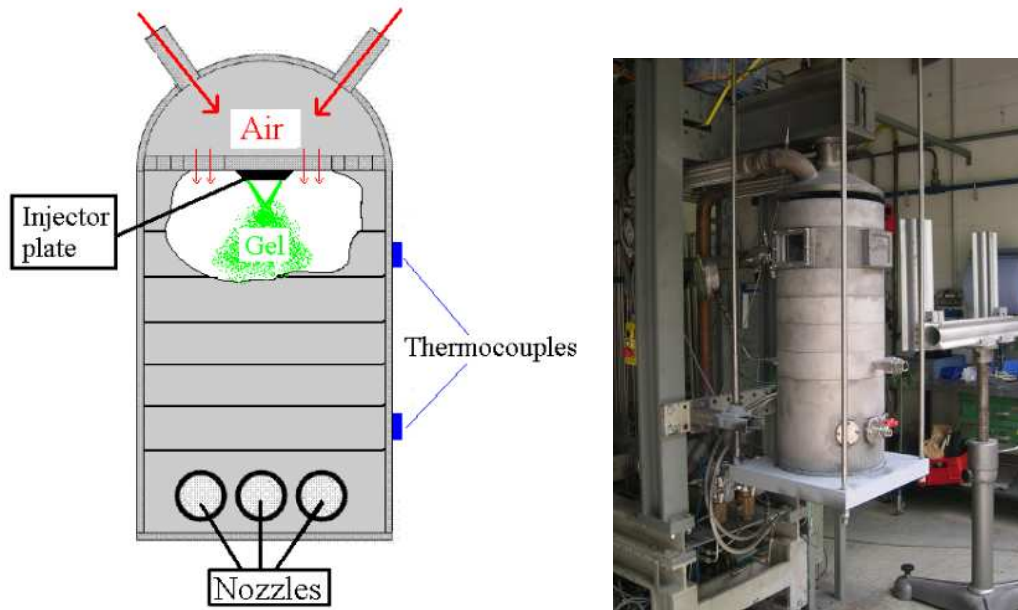 Air
Injector
plate
Gel
Thermocouples
Nozzles